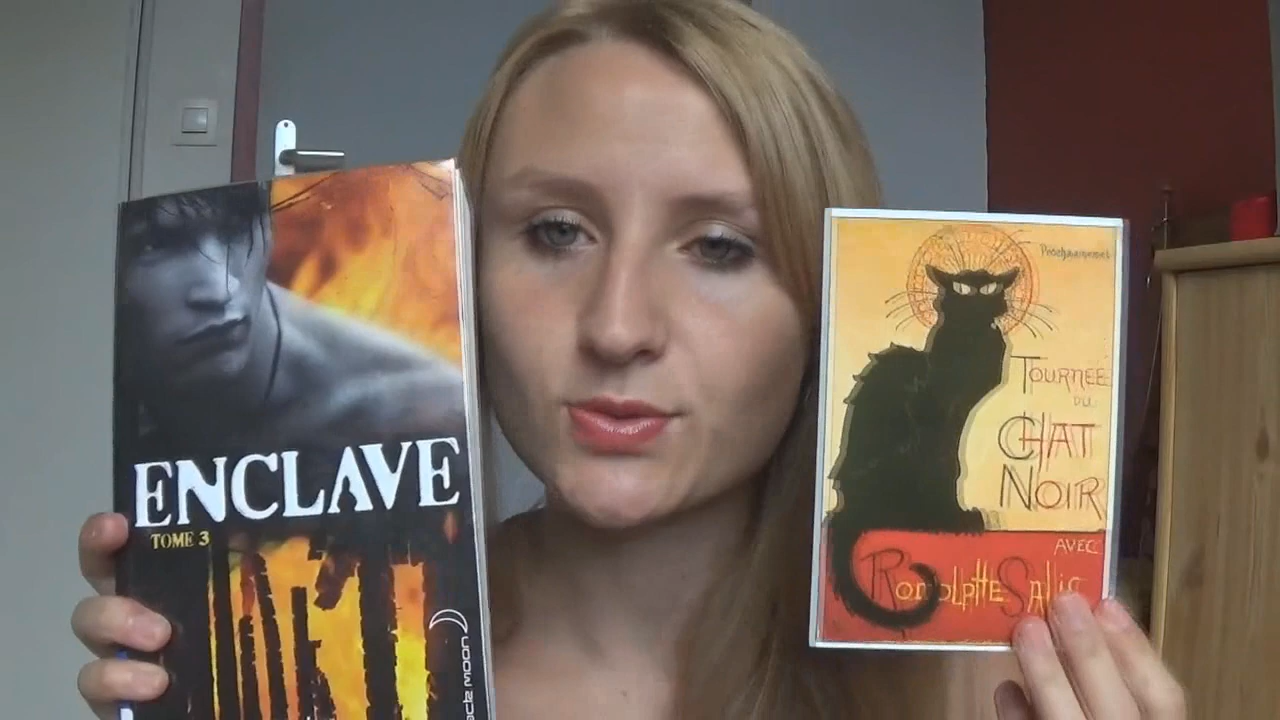 ENCLAVE
TOME 3
Prochainement
TOURNÉE
DU
CHAT
NOIR
AVEC
RODOLPHE SALIS